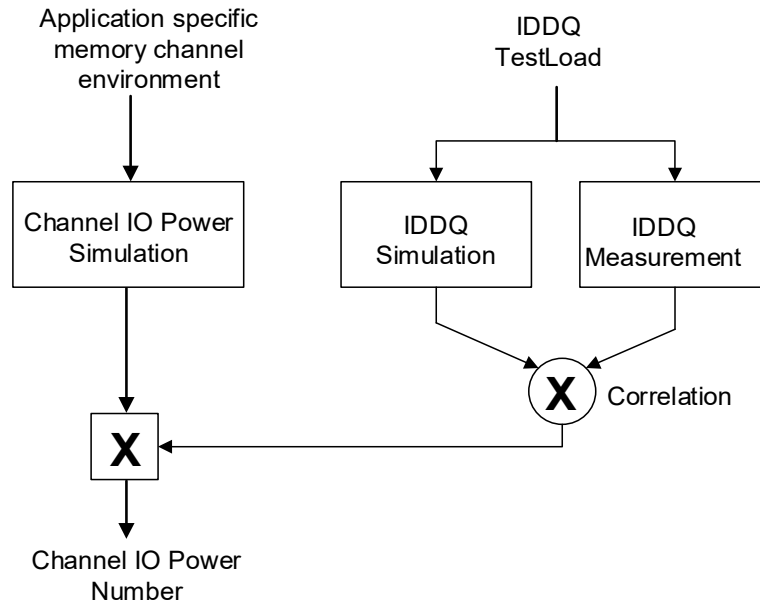 Application specific
memory channel
environment
IDDQ
TestLoad
Channel IO Power
Simulation
IDDQ
Simulation
IDDQ
Measurement
X
Correlation
X
Channel IO Power
Number